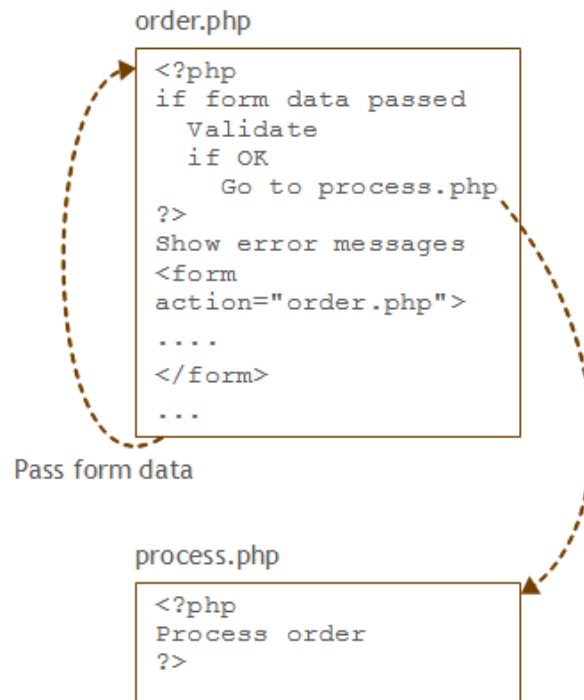 order.php
<?php
if form data passed
  Validate
  if OK
    Go to process.php
?>
Show error messages
<form
action="order.php">
....
</form>
...
Pass form data
process.php
<?php
Process order
?>